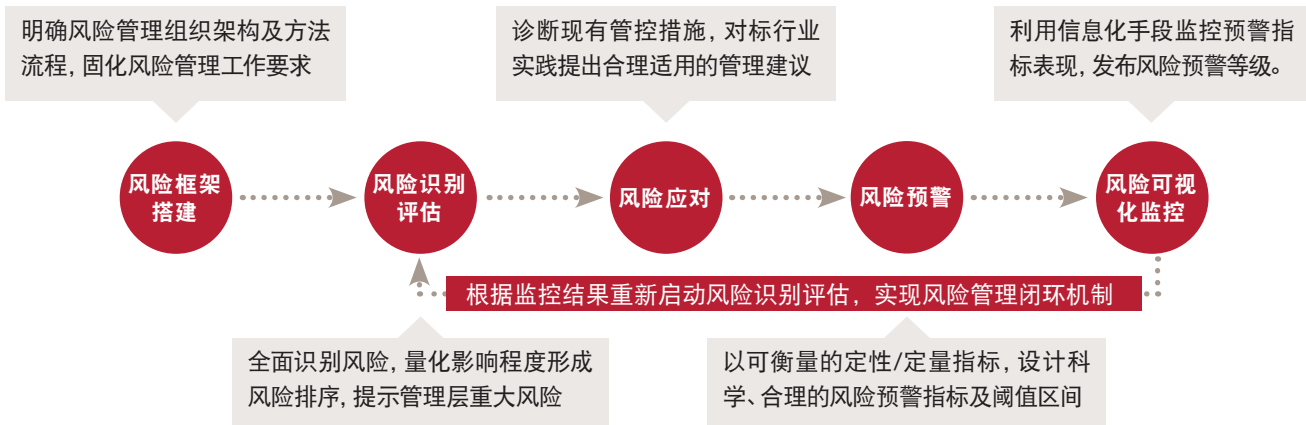 明确风险管理组织架构及方法
流程，固化风险管理工作要求
诊断现有管控措施，对标行业
实践提出合理适用的管理建议
利用信息化手段监控预警指
标表现，发布风险预警等级。
风险框架
搭建
风险识别
评估
风险应对
风险预警
风险可视
化监控
根据监控结果重新启动风险识别评估，实现风险管理闭环机制
全面识别风险，量化影响程度形成
风险排序，提示管理层重大风险
以可衡量的定性/定量指标，设计科
学、合理的风险预警指标及阈值区间